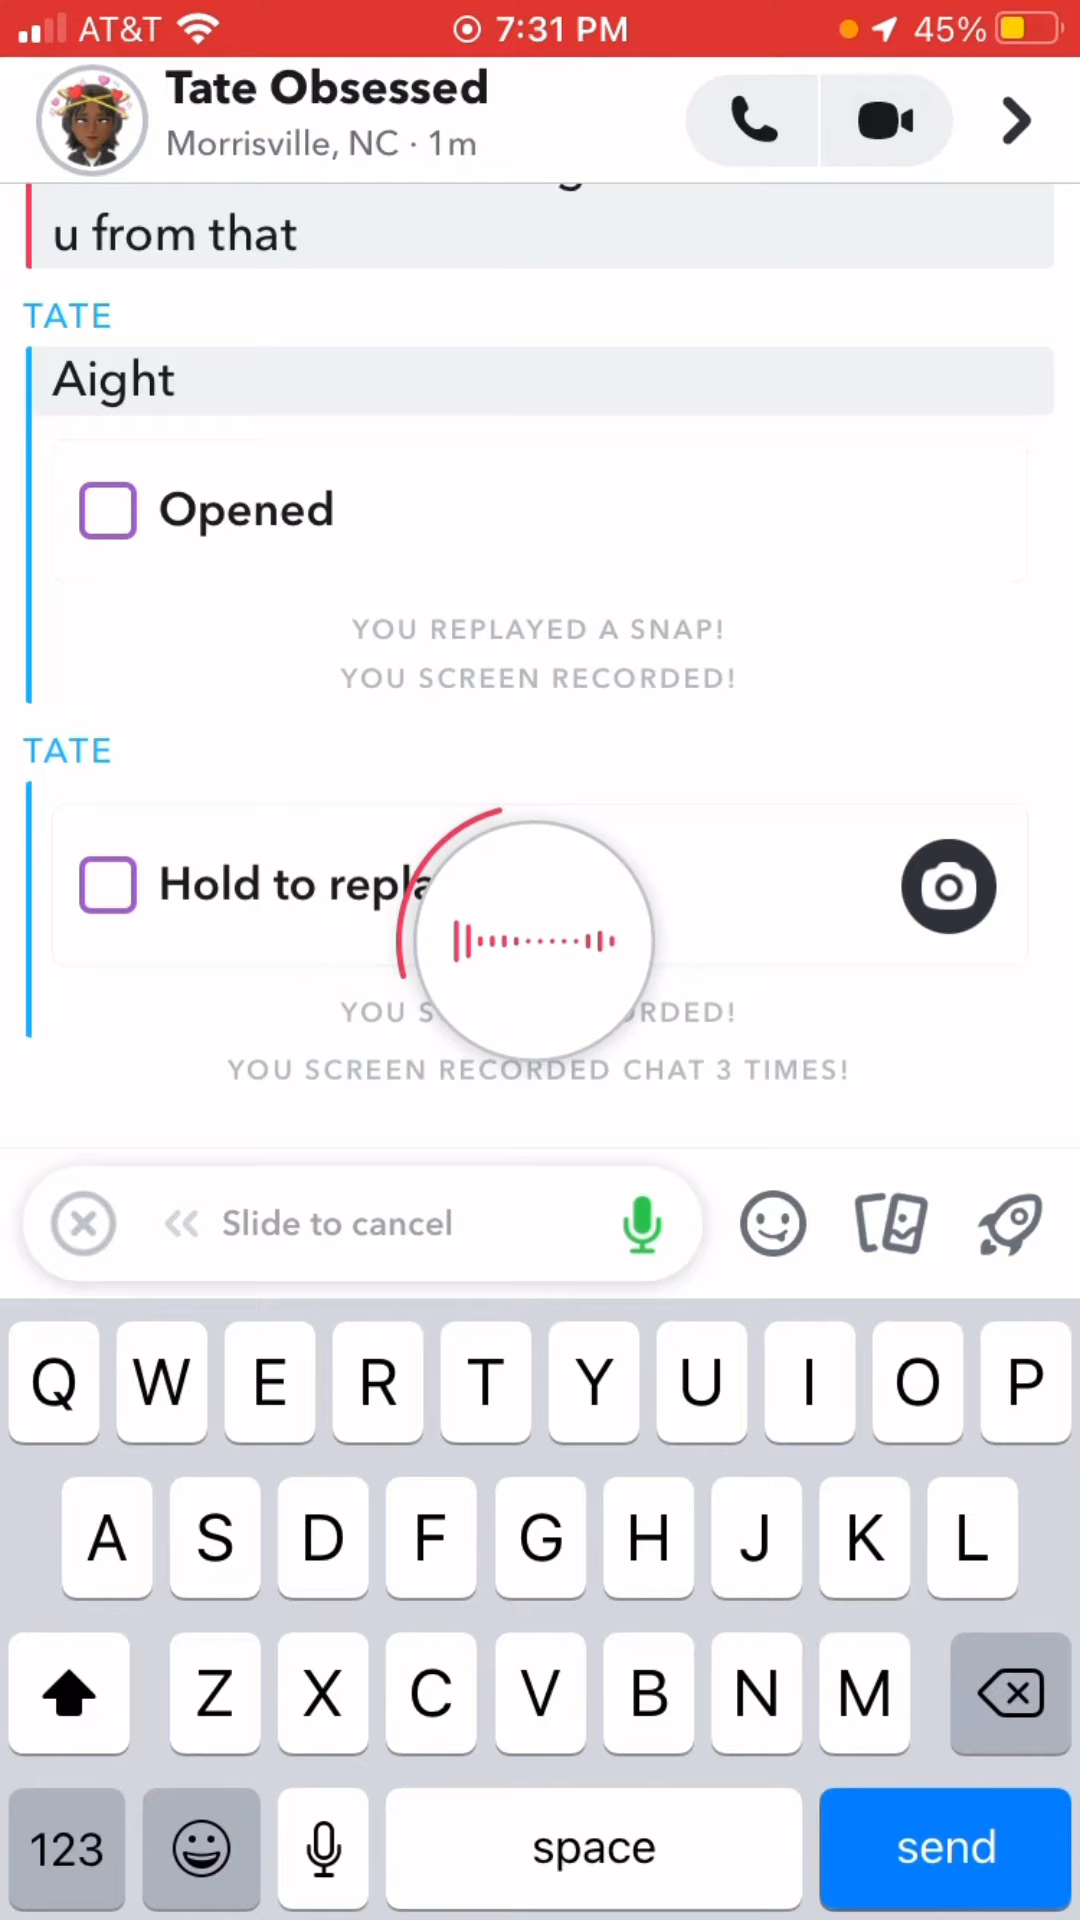 AT&T 7:31 PM 45%
Tate Obsessed
Morrisville, NC · 1m
u from that
TATE
Aight
Opened
YOU REPLAYED A SNAP!
YOU SCREEN RECORDED!
TATE
Hold to repla
YOU S RDED!
YOU SCREEN RECORDED CHAT 3 TIMES!
Slide to cancel
Q W E R T Y U I O P
A S D F G H J K L
Z X C V B N M
123 space send